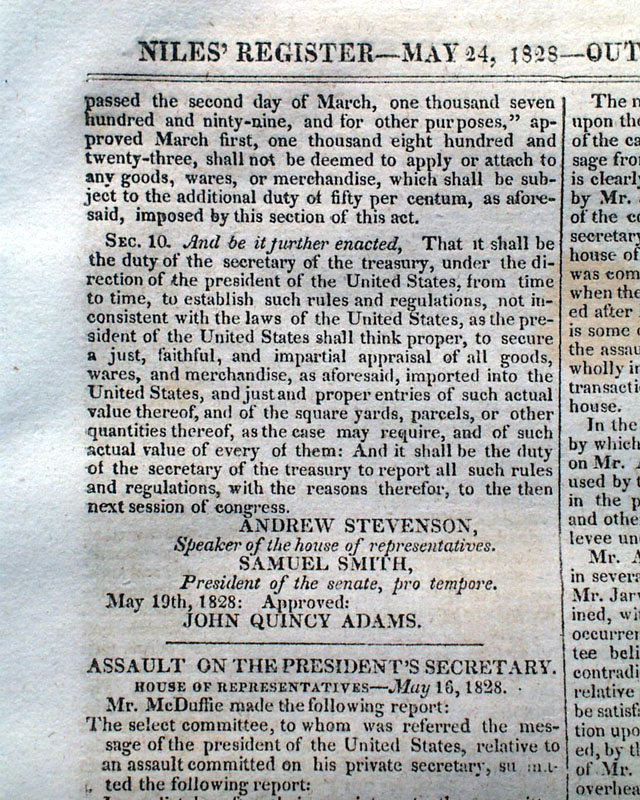 NILES' REGISTER—MAY 24, 1828—OUT
passed the second day of March, one thousand seven
hundred and ninety-nine, and for other purposes," ap-
proved March first, one thousand eight hundred and
twenty-three, shall not be deemed to apply or attach to
any goods, wares, or merchandise, which shall be sub-
ject to the additional duty of fifty per centum, as afore-
said, imposed by this section of this act.
SEC. 10. And be it further enacted, That it shall be
the duty of the secretary of the treasury, under the di-
rection of the president of the United States, from time
to time, to establish such rules and regulations, not in-
consistent with the laws of the United States, as the pre-
sident of the United States shall think proper, to secure
a just, faithful, and impartial appraisal of all goods,
wares, and merchandise, as aforesaid, imported into the
United States, and just and proper entries of such actual
value thereof, and of the square yards, parcels, or other
quantities thereof, as the case may require, and of such
actual value of every of them: And it shall be the duty
of the secretary of the treasury to report all such rules
and regulations, with the reasons therefor, to the then
next session of congress.
ANDREW STEVENSON,
Speaker of the house of representatives.
SAMUEL SMITH,
President of the senate, pro tempore.
May 19th, 1828: Approved:
JOHN QUINCY ADAMS.
ASSAULT ON THE PRESIDENT'S SECRETARY.
HOUSE OF REPRESENTATIVES—May 16, 1828.
Mr. McDuffie made the following report:
The select committee, to whom was referred the mes-
sage of the president of the United States, relative to
an assault committed on his private secretary,
ted the following report:
The
upon the
of the ca
sage fro
is clearl
by Mr.
of the co
secretary
house of
was com
when the
ed after
is some
the assau
wholly in
transacti
house.
In the
by which
on Mr.
used by t
in the p
and othe
levee un
Mr. A
in sever
Mr. Jar
ined, wi
occurre
tee beli
contradi
relative
be satisf
tion upo
ed, by th
of Mr.
overhea